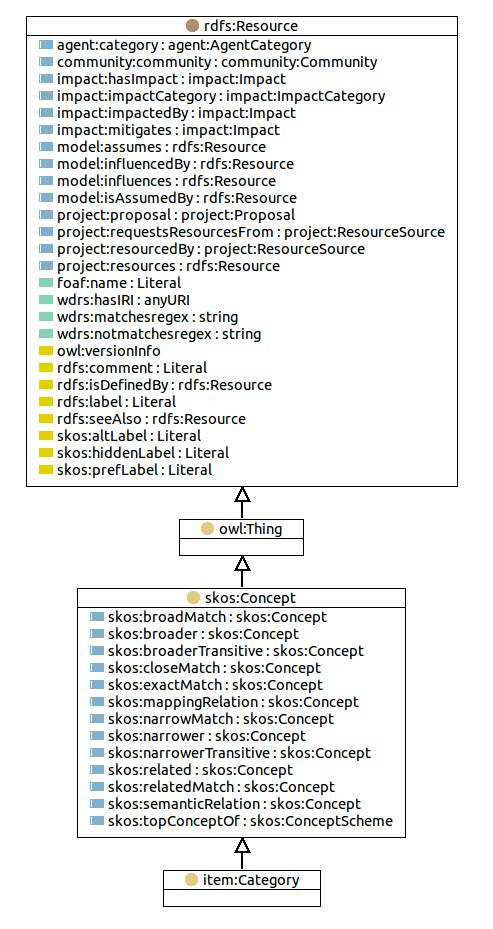 rdfs:Resource
agent:category : agent:AgentCategory
community:community : community:Community
impact:hasImpact : impact:Impact
impact:impactCategory : impact:ImpactCategory
impact:impactedBy : impact:Impact
impact:mitigates : impact:Impact
model:assumes : rdfs:Resource
model:influencedBy : rdfs:Resource
model:influences : rdfs:Resource
model:isAssumedBy : rdfs:Resource
project:proposal : project:Proposal
project:requestsResourcesFrom : project:ResourceSource
project:resourcedBy : project:ResourceSource
project:resources : rdfs:Resource
foaf:name : Literal
wdrs:hasIRI : anyURI
wdrs:matchesregex : string
wdrs:notmatchesregex : string
owl:versionInfo
rdfs:comment : Literal
rdfs:isDefinedBy : rdfs:Resource
rdfs:label : Literal
rdfs:seeAlso : rdfs:Resource
skos:altLabel : Literal
skos:hiddenLabel : Literal
skos:prefLabel : Literal
owl:Thing
skos:Concept
skos:broadMatch : skos:Concept
skos:broader : skos:Concept
skos:broaderTransitive : skos:Concept
skos:closeMatch : skos:Concept
skos:exactMatch : skos:Concept
skos:mappingRelation : skos:Concept
skos:narrowMatch : skos:Concept
skos:narrower : skos:Concept
skos:narrowerTransitive : skos:Concept
skos:related : skos:Concept
skos:relatedMatch : skos:Concept
skos:semanticRelation : skos:Concept
skos:topConceptOf : skos:ConceptScheme
item:Category